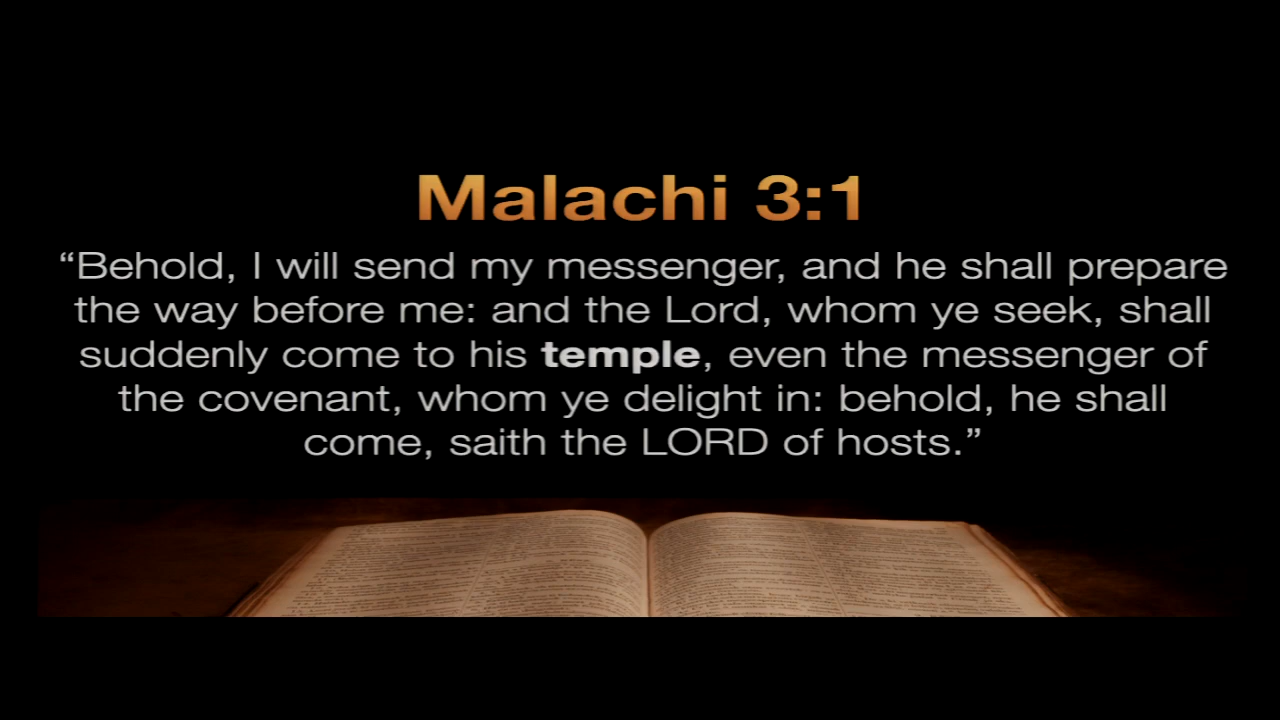 Malachi 3:1
“Behold, I will send my messenger, and he shall prepare
the way before me: and the Lord, whom ye seek, shall
suddenly come to his temple, even the messenger of
the covenant, whom ye delight in: behold, he shall
come, saith the LORD of hosts.”